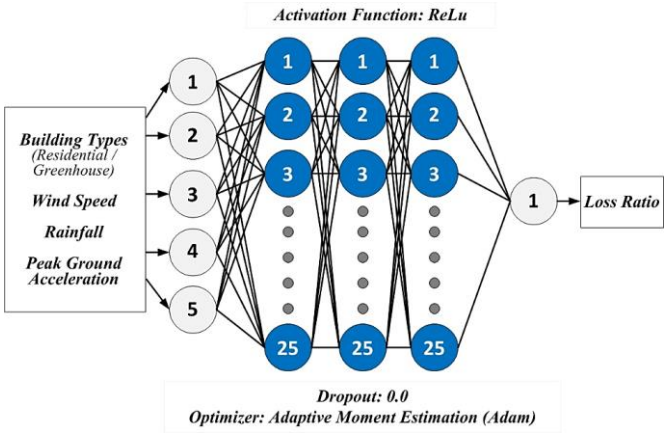 Activation Function: ReLu
Building Types
(Residential /
Greenhouse)
Wind Speed
Rainfall
Peak Ground
Acceleration
1
2
3
4
5
1
2
3
25
1
2
3
25
1
2
3
25
1
Loss Ratio
Dropout: 0.0
Optimizer: Adaptive Moment Estimation (Adam)